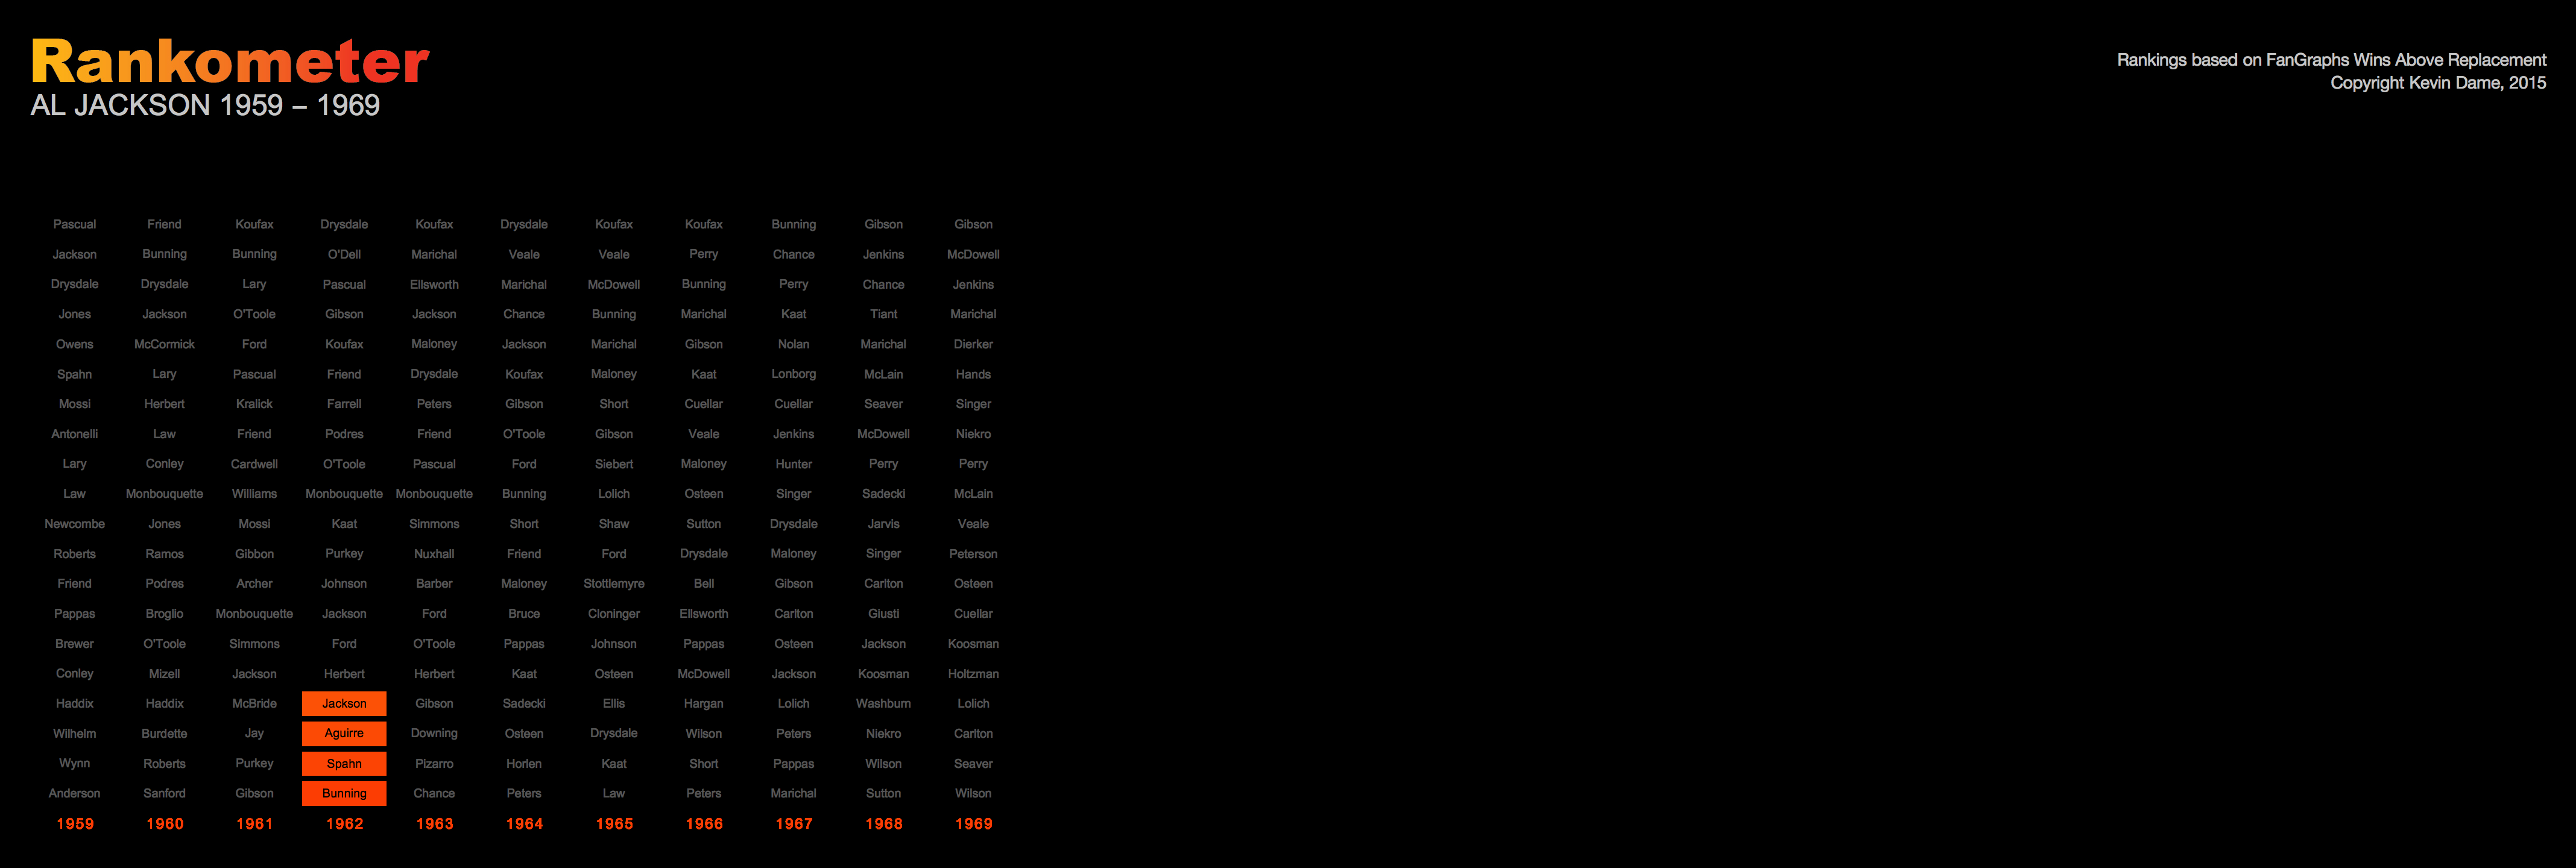 Rankometer
AL JACKSON 1959 – 1969
Rankings based on FanGraphs Wins Above Replacement
Copyright Kevin Dame, 2015
Pascual Friend Koufax Drysdale Koufax Drysdale Koufax Koufax Bunning Gibson Gibson
Jackson Bunning Bunning O'Dell Marichal Veale Veale Perry Chance Jenkins McDowell
Drysdale Drysdale Lary Pascual Ellsworth Marichal McDowell Bunning Perry Chance Jenkins
Jones Jackson O'Toole Gibson Jackson Chance Bunning Marichal Kaat Tiant Marichal
Owens McCormick Ford Koufax Maloney Jackson Marichal Gibson Nolan Marichal Dierker
Spahn Lary Pascual Friend Drysdale Koufax Maloney Kaat Lonborg McLain Hands
Mossi Herbert Kralick Farrell Peters Gibson Short Cuellar Cuellar Seaver Singer
Antonelli Law Friend Podres Friend O'Toole Gibson Veale Jenkins McDowell Niekro
Lary Conley Cardwell O'Toole Pascual Ford Siebert Maloney Hunter Perry Perry
Law Monbouquette Williams Monbouquette Monbouquette Bunning Lolich Osteen Singer Sadecki McLain
Newcombe Jones Mossi Kaat Simmons Short Shaw Sutton Drysdale Jarvis Veale
Roberts Ramos Gibbon Purkey Nuxhall Friend Ford Drysdale Maloney Singer Peterson
Friend Podres Archer Johnson Barber Maloney Stottlemyre Bell Gibson Carlton Osteen
Pappas Broglio Monbouquette Jackson Ford Bruce Cloninger Ellsworth Carlton Giusti Cuellar
Brewer O'Toole Simmons Ford O'Toole Pappas Johnson Pappas Osteen Jackson Koosman
Conley Mizell Jackson Herbert Herbert Kaat Osteen McDowell Jackson Koosman Holtzman
Haddix Haddix McBride Jackson Gibson Sadecki Ellis Hargan Lolich Washburn Lolich
Wilhelm Burdette Jay Aguirre Downing Osteen Drysdale Wilson Peters Niekro Carlton
Wynn Roberts Purkey Spahn Pizarro Horlen Kaat Short Pappas Wilson Seaver
Anderson Sanford Gibson Bunning Chance Peters Law Peters Marichal Sutton Wilson
1959 1960 1961 1962 1963 1964 1965 1966 1967 1968 1969